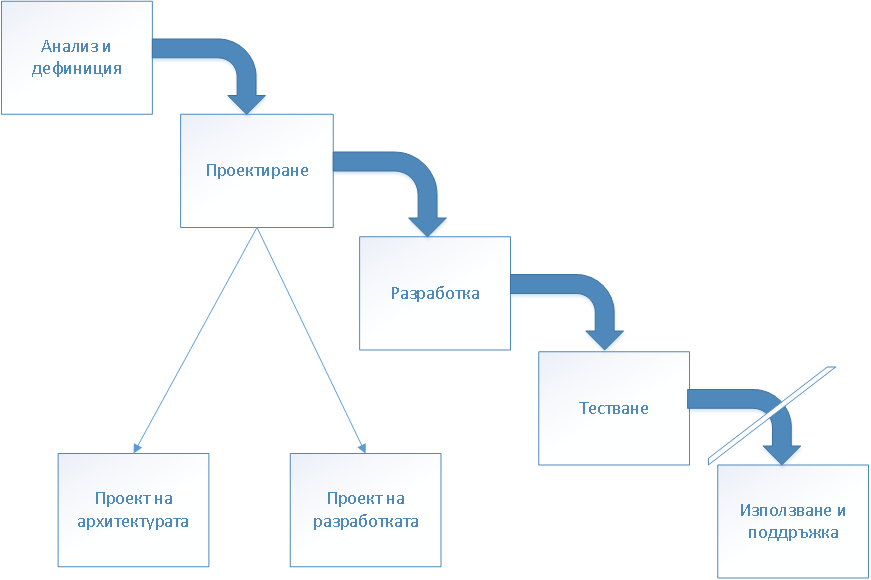 Анализ и
дефиниция
Проектиране
Разработка
Тестване
Проект на
архитектурата
Проект на
разработката
Използване и
поддръжка